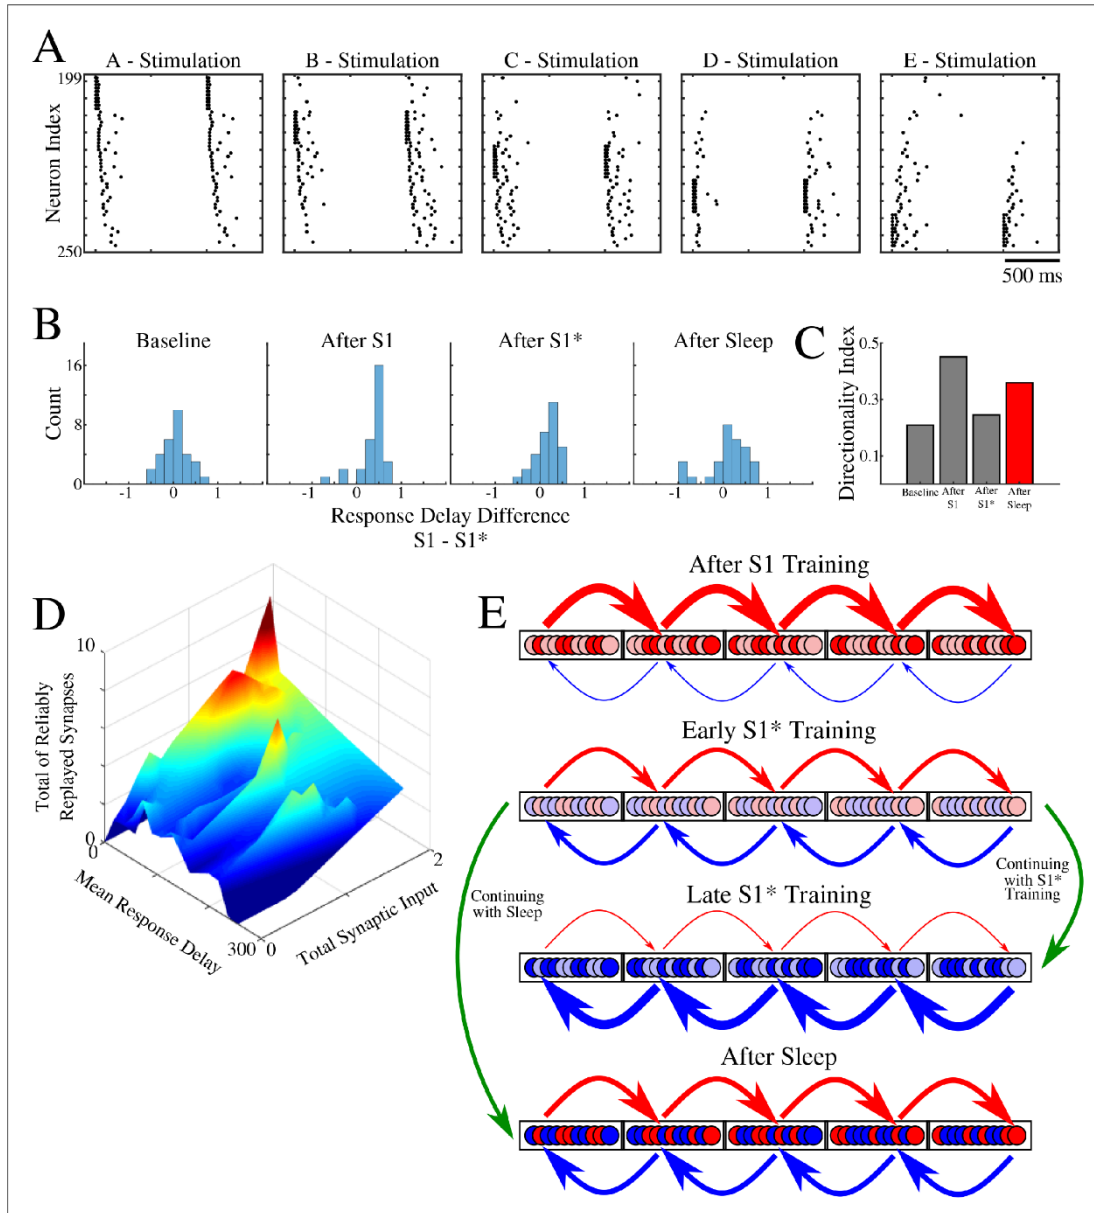 A
A - Stimulation
B - Stimulation
C - Stimulation
D - Stimulation
E - Stimulation
199
Neuron Index
250
500 ms
B
Baseline
After S1
After S1*
After Sleep
Count
16
8
0
-1
0
1
-1
0
1
-1
0
1
-1
0
1
Response Delay Difference
S1 - S1*
C
Directionality Index
0.5
0.3
0.1
Baseline
After
S1
After
S1*
After
Sleep
D
10
Total of Reliably
Replayed Synapses
0
0
Mean Response Delay
300
0
Total Synaptic Input
2
E
After S1 Training
Early S1* Training
Continuing
with Sleep
Continuing
with S1*
Training
Late S1* Training
After Sleep